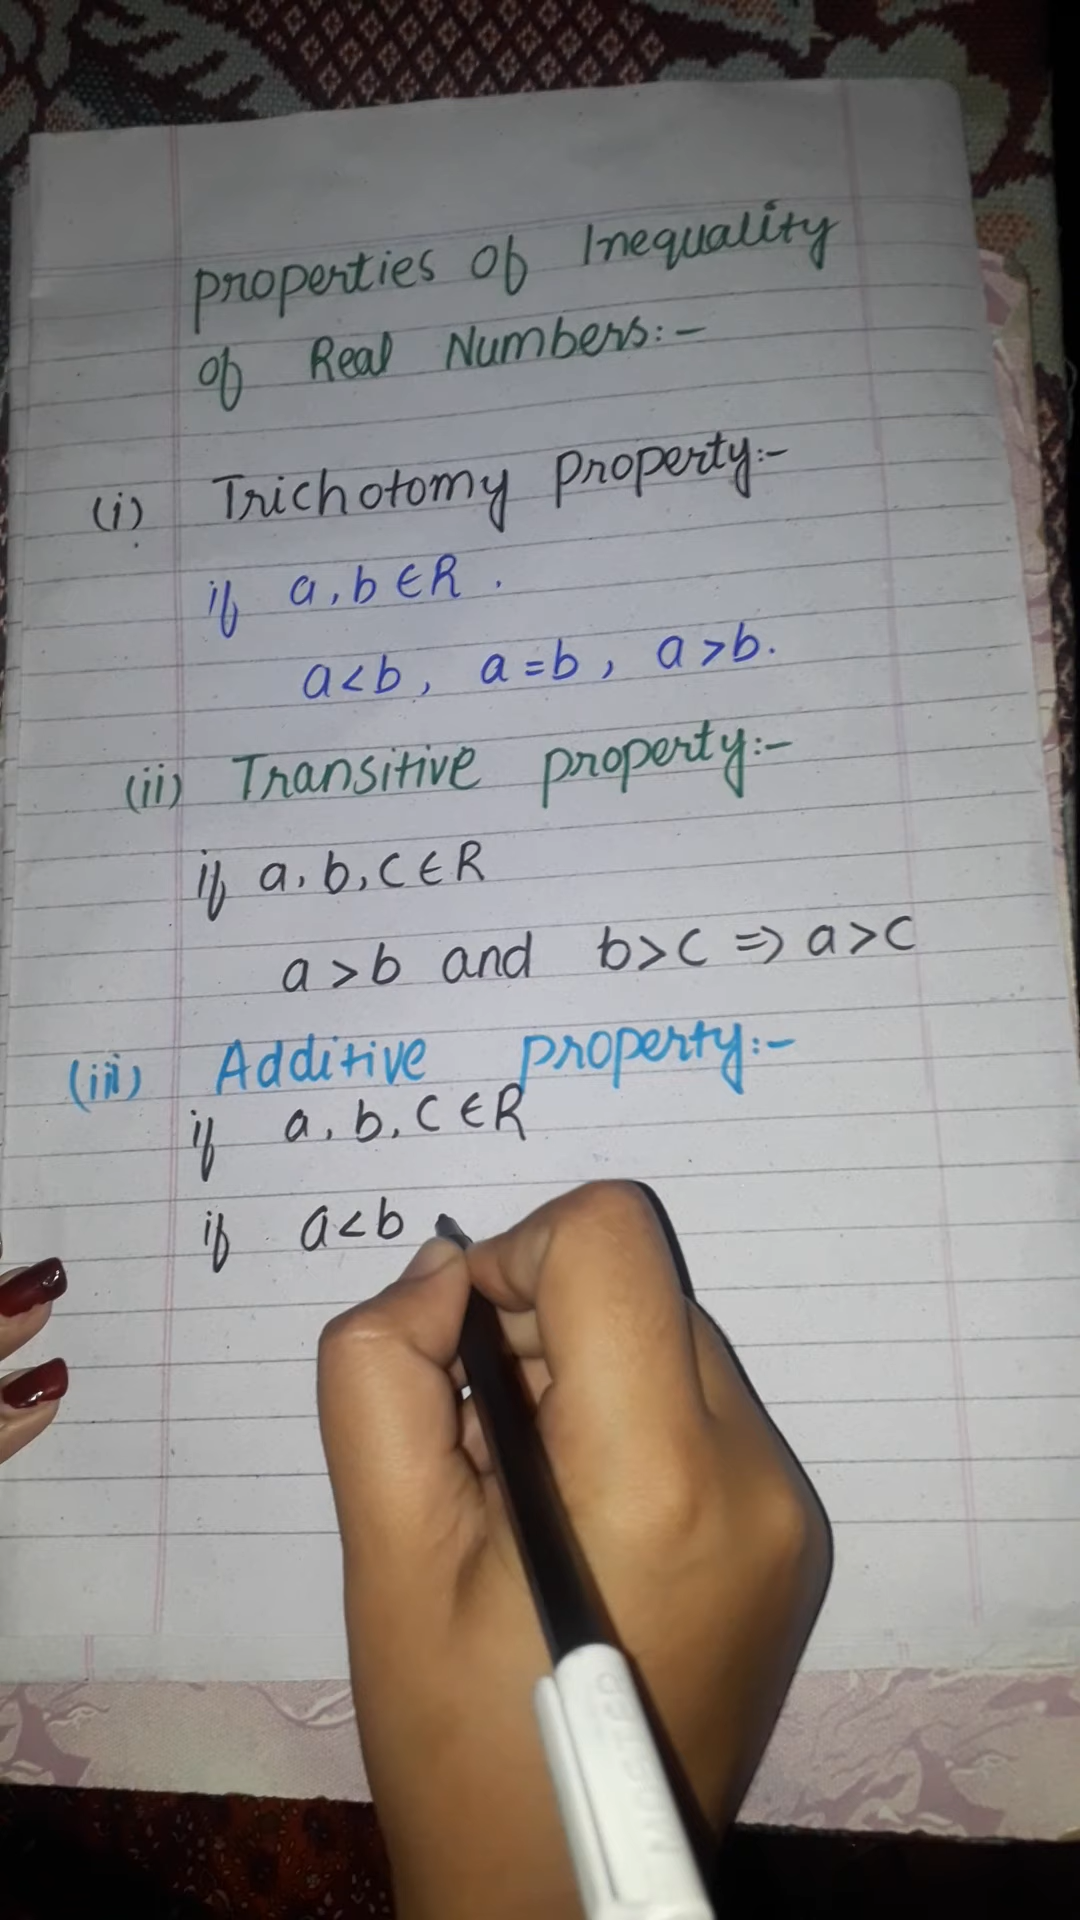 Properties of Inequality
of Real Numbers:-
(i) Trichotomy Property:-
if a, b ∈ R .
a < b , a = b , a > b.
(ii) Transitive property:-
if a, b, c ∈ R
a > b and b > c => a > c
(iii) Additive property:-
if a, b, c ∈ R
if a < b